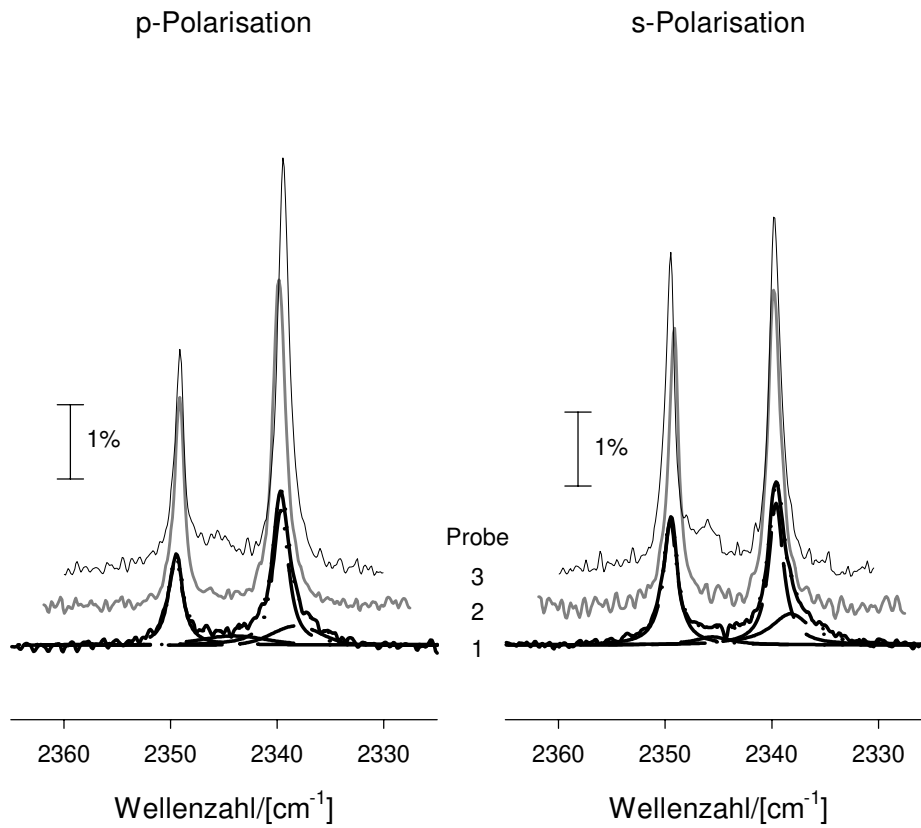 p-Polarisation
s-Polarisation
1%
1%
Probe
3
2
1
2360 2350 2340 2330
2360 2350 2340 2330
Wellenzahl/[cm⁻¹]
Wellenzahl/[cm⁻¹]